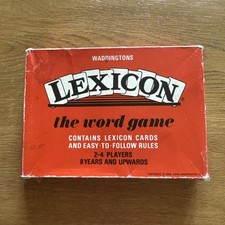 WADDINGTONS
LEXICON
the word game
CONTAINS LEXICON CARDS
AND EASY-TO-FOLLOW RULES
2-4 PLAYERS
8 YEARS AND UPWARDS